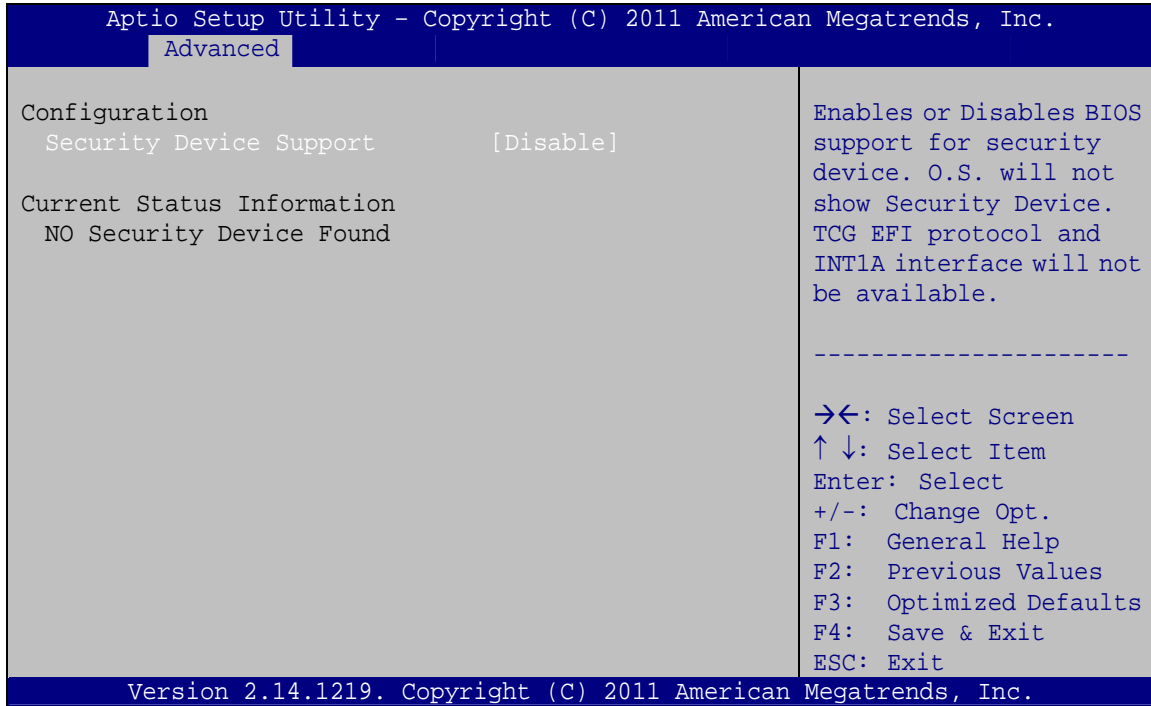 Aptio Setup Utility – Copyright (C) 2011 American Megatrends, Inc.
Advanced
Configuration
Security Device Support [Disable]
Current Status Information
NO Security Device Found
Enables or Disables BIOS
support for security
device. O.S. will not
show Security Device.
TCG EFI protocol and
INT1A interface will not
be available.
----------------------
→←: Select Screen
↑ ↓: Select Item
Enter: Select
+/-: Change Opt.
F1: General Help
F2: Previous Values
F3: Optimized Defaults
F4: Save & Exit
ESC: Exit
Version 2.14.1219. Copyright (C) 2011 American Megatrends, Inc.